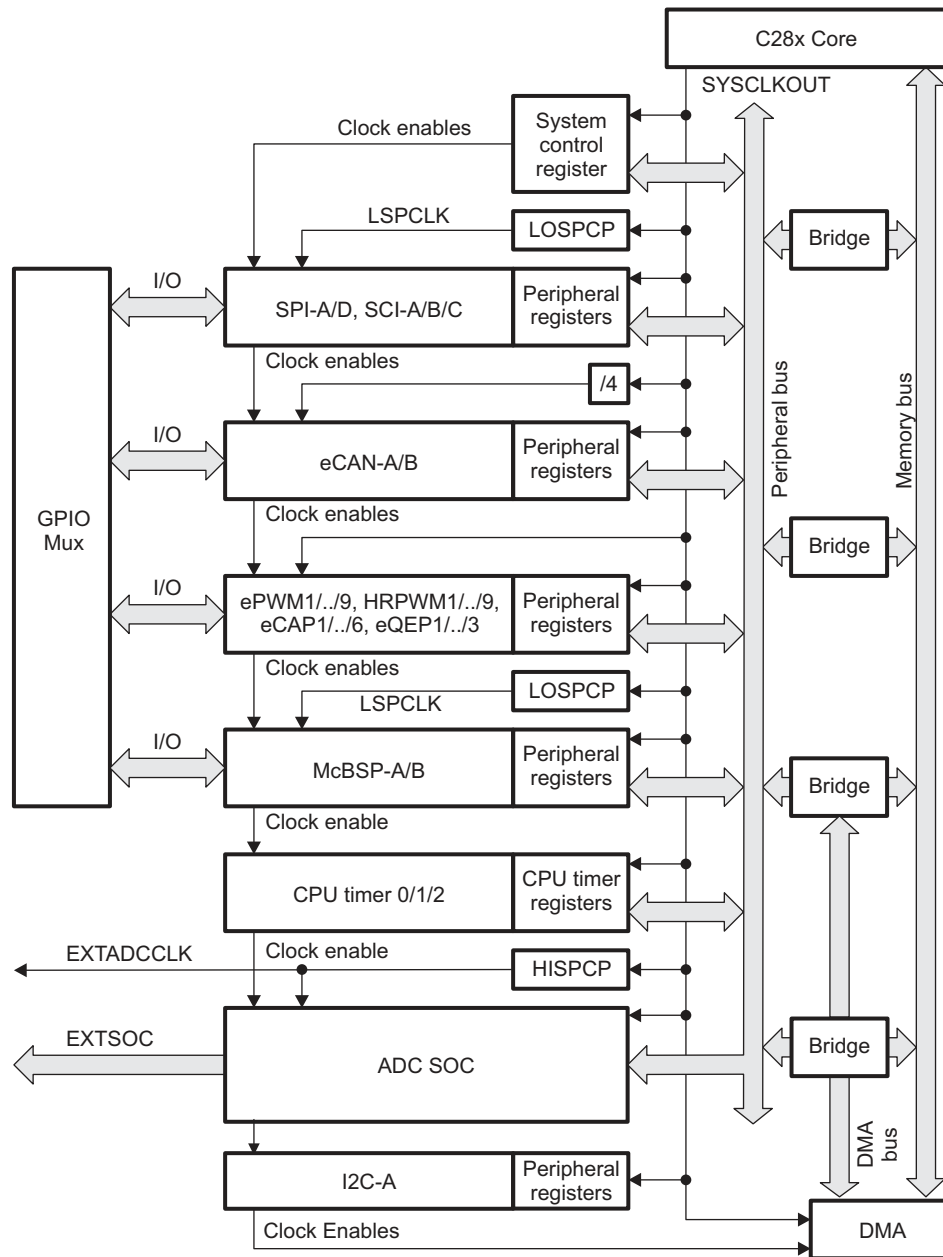 C28x Core
SYSCLKOUT
Clock enables
System
control
register
LSPCLK
LOSPCP
Bridge
I/O
SPI-A/D, SCI-A/B/C
Peripheral
registers
Clock enables
/4
Peripheral bus
Memory bus
I/O
eCAN-A/B
Peripheral
registers
Clock enables
GPIO
Mux
Bridge
I/O
ePWM1/../9, HRPWM1/../9,
eCAP1/../6, eQEP1/../3
Peripheral
registers
Clock enables
LSPCLK
LOSPCP
I/O
McBSP-A/B
Peripheral
registers
Bridge
Clock enable
CPU timer 0/1/2
CPU timer
registers
EXTADCCLK
Clock enable
HISPCP
EXTSOC
ADC SOC
Bridge
DMA
bus
I2C-A
Peripheral
registers
Clock Enables
DMA